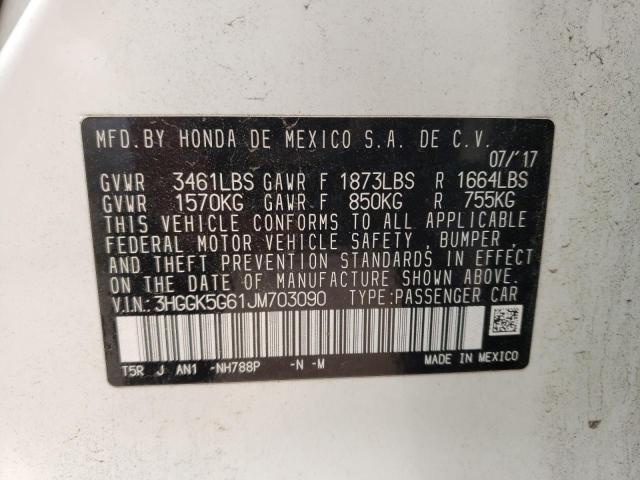 MFD.BY HONDA DE MEXICO S.A. DE C.V.
07/'17
GVWR 3461LBS GAWR F 1873LBS R 1664LBS
GVWR 1570KG GAWR F 850KG R 755KG
THIS VEHICLE CONFORMS TO ALL APPLICABLE
FEDERAL MOTOR VEHICLE SAFETY , BUMPER ,
AND THEFT PREVENTION STANDARDS IN EFFECT
ON THE DATE OF MANUFACTURE SHOWN ABOVE.
V.I.N.: 3HGGK5G61JM703090 TYPE:PASSENGER CAR
T5R J AN1 -NH788P -N -M MADE IN MEXICO